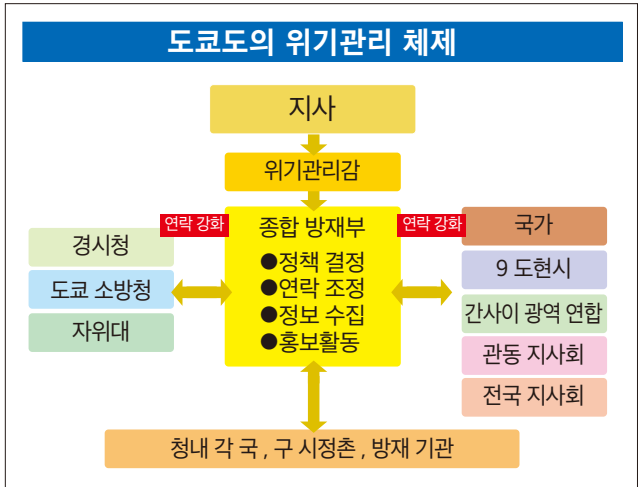 도쿄도의 위기관리 체제
지사
위기관리감
연락 강화
종합 방재부
●정책 결정
●연락 조정
●정보 수집
●홍보활동
연락 강화
경시청
도쿄 소방청
자위대
국가
9 도현시
간사이 광역 연합
관동 지사회
전국 지사회
청내 각 국 , 구 시정촌 , 방재 기관